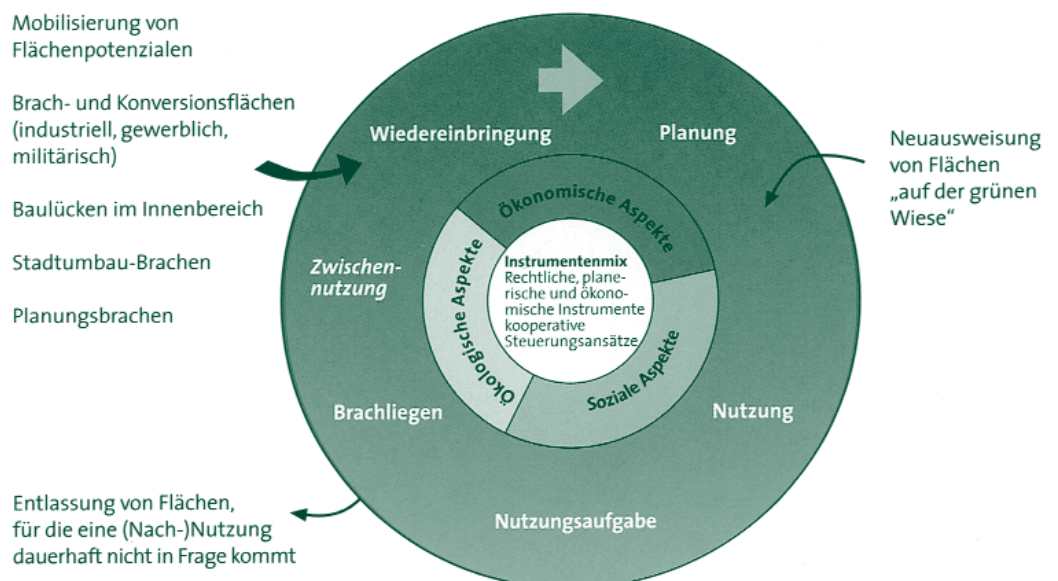 Mobilisierung von
Flächenpotenzialen
Brach- und Konversionsflächen
(industriell, gewerblich,
militärisch)
Baulücken im Innenbereich
Stadtumbau-Brachen
Planungsbrachen
Entlassung von Flächen,
für die eine (Nach-)Nutzung
dauerhaft nicht in Frage kommt
Wiedereinbringung
Planung
Nutzung
Nutzungsaufgabe
Brachliegen
Zwischen-
nutzung
Ökonomische Aspekte
Soziale Aspekte
Ökologische Aspekte
Instrumentenmix
Rechtliche, plane-
rische und ökono-
mische Instrumente
kooperative
Steuerungsansätze
Neuausweisung
von Flächen
„auf der grünen
Wiese“